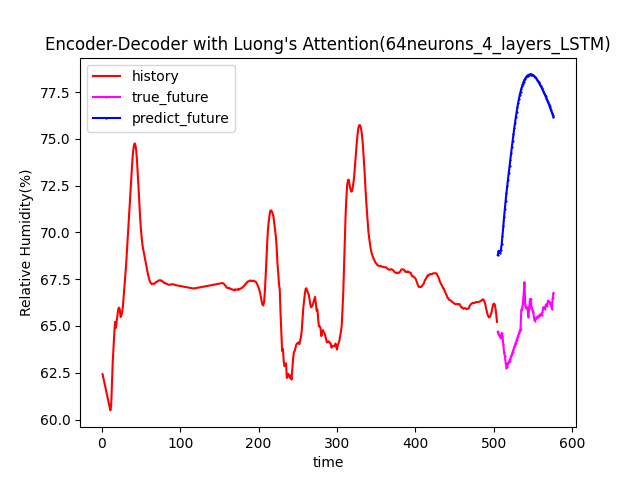 Encoder-Decoder with Luong's Attention(64neurons_4_layers_LSTM)
history
true_future
predict_future
Relative Humidity(%)
77.5
75.0
72.5
70.0
67.5
65.0
62.5
60.0
0 100 200 300 400 500 600
time